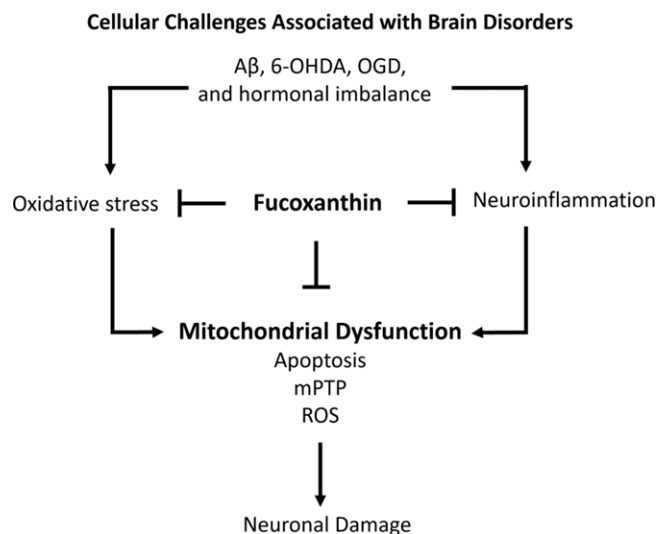 Cellular Challenges Associated with Brain Disorders
Aβ, 6-OHDA, OGD,
and hormonal imbalance
Oxidative stress
Fucoxanthin
Neuroinflammation
Mitochondrial Dysfunction
Apoptosis
mPTP
ROS
Neuronal Damage